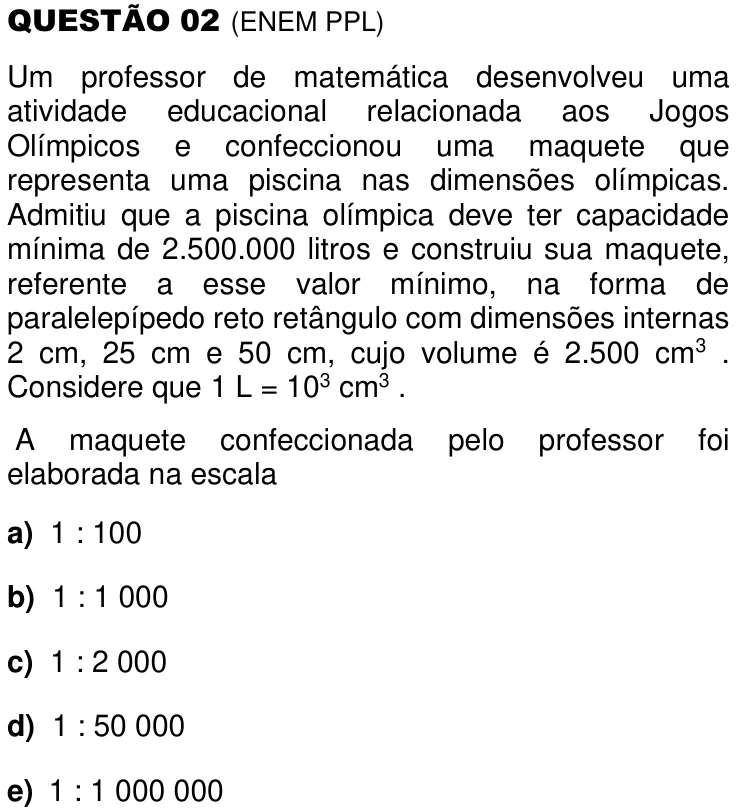 QUESTÃO 02 (ENEM PPL)
Um professor de matemática desenvolveu uma
atividade educacional relacionada aos Jogos
Olímpicos e confeccionou uma maquete que
representa uma piscina nas dimensões olímpicas.
Admitiu que a piscina olímpica deve ter capacidade
mínima de 2.500.000 litros e construiu sua maquete,
referente a esse valor mínimo, na forma de
paralelepípedo reto retângulo com dimensões internas
2 cm, 25 cm e 50 cm, cujo volume é 2.500 cm³ .
Considere que 1 L = 10³ cm³ .
A maquete confeccionada pelo professor foi
elaborada na escala
a) 1 : 100
b) 1 : 1 000
c) 1 : 2 000
d) 1 : 50 000
e) 1 : 1 000 000